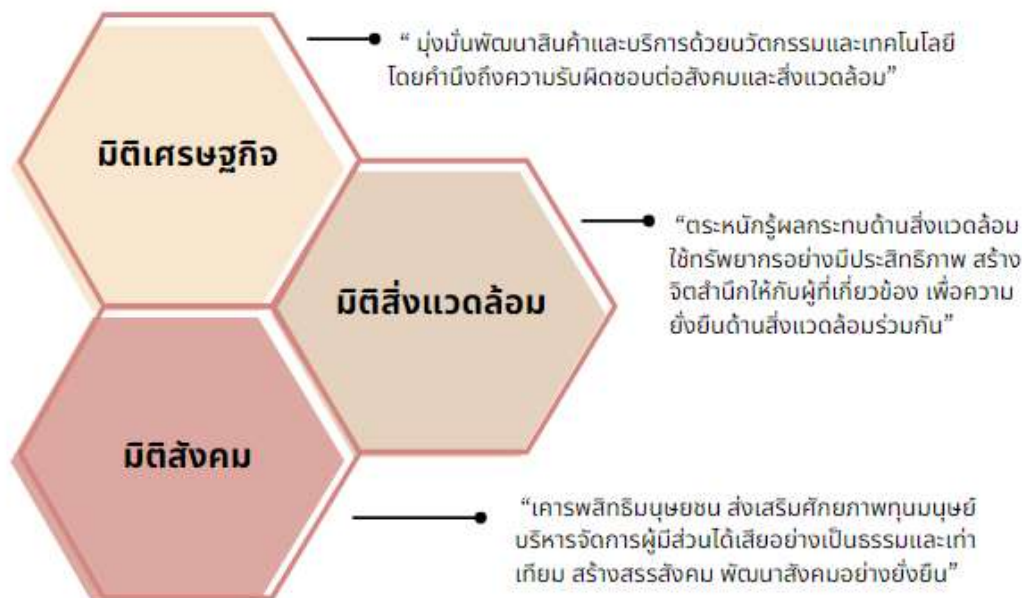 “ มุ่งมั่นพัฒนาสินค้าและบริการด้วยนวัตกรรมและเทคโนโลยี
โดยคำนึงถึงความรับผิดชอบต่อสังคมและสิ่งแวดล้อม”
มิติเศรษฐกิจ
“ตระหนักรู้ผลกระทบด้านสิ่งแวดล้อม
ใช้ทรัพยากรอย่างมีประสิทธิภาพ สร้าง
จิตสำนึกให้กับผู้ที่เกี่ยวข้อง เพื่อความ
ยั่งยืนด้านสิ่งแวดล้อมร่วมกัน”
มิติสิ่งแวดล้อม
มิติสังคม
“เคารพสิทธิมนุษยชน ส่งเสริมศักยภาพทุนมนุษย์
บริหารจัดการผู้มีส่วนได้เสียอย่างเป็นธรรมและเท่า
เทียม สร้างสรรสังคม พัฒนาสังคมอย่างยั่งยืน”